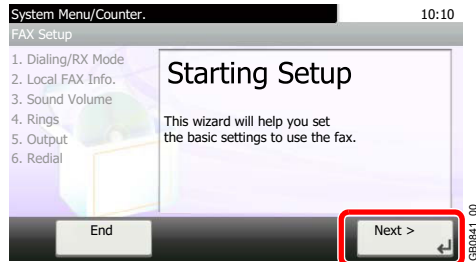 System Menu/Counter.
10:10
FAX Setup
1. Dialing/RX Mode
2. Local FAX Info.
3. Sound Volume
4. Rings
5. Output
6. Redial
Starting Setup
This wizard will help you set
the basic settings to use the fax.
End
Next >
GB0841_00